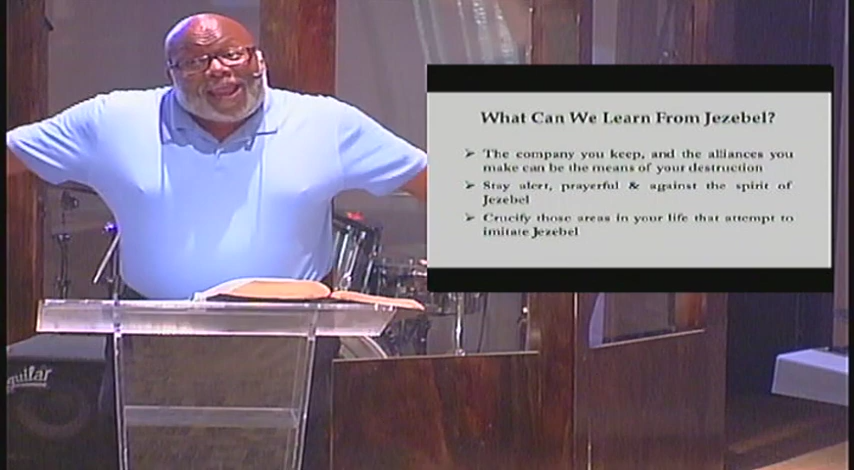 What Can We Learn From Jezebel?
➤ The company you keep, and the alliances you
make can be the means of your destruction
➤ Stay alert, prayerful & against the spirit of
Jezebel
➤ Crucify those areas in your life that attempt to
imitate Jezebel
guilar